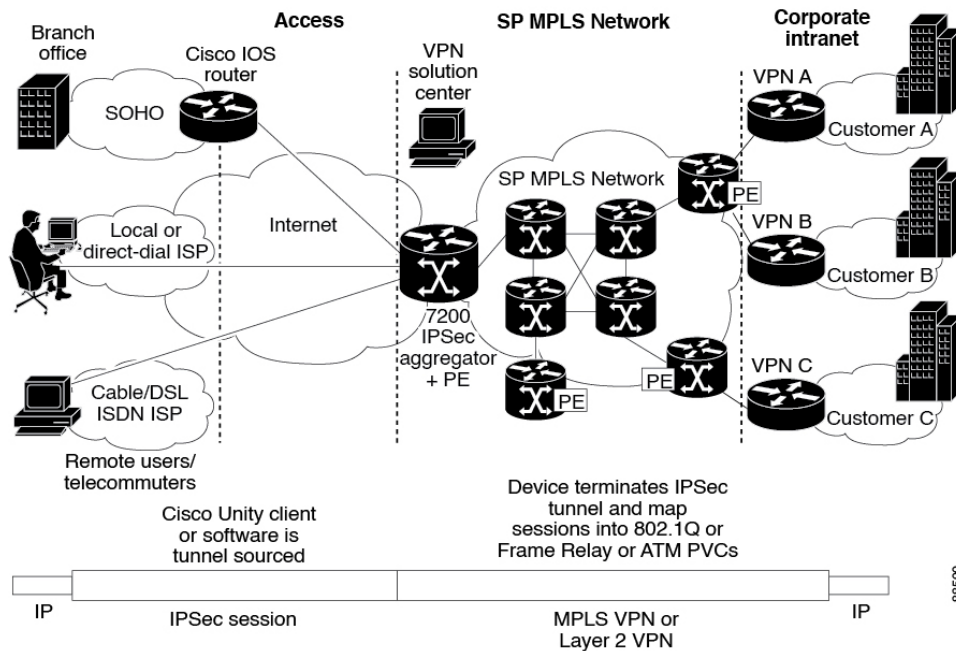 Access
SP MPLS Network
Corporate
intranet
Branch
office
Cisco IOS
router
VPN
solution
center
SOHO
VPN A
Customer A
SP MPLS Network
PE
Internet
Local or
direct-dial ISP
VPN B
Customer B
7200
IPSec
aggregator
+ PE
Cable/DSL
ISDN ISP
PE
PE
VPN C
Customer C
Remote users/
telecommuters
Cisco Unity client
or software is
tunnel sourced
Device terminates IPSec
tunnel and map
sessions into 802.1Q or
Frame Relay or ATM PVCs
IP
IPSec session
MPLS VPN or
Layer 2 VPN
IP